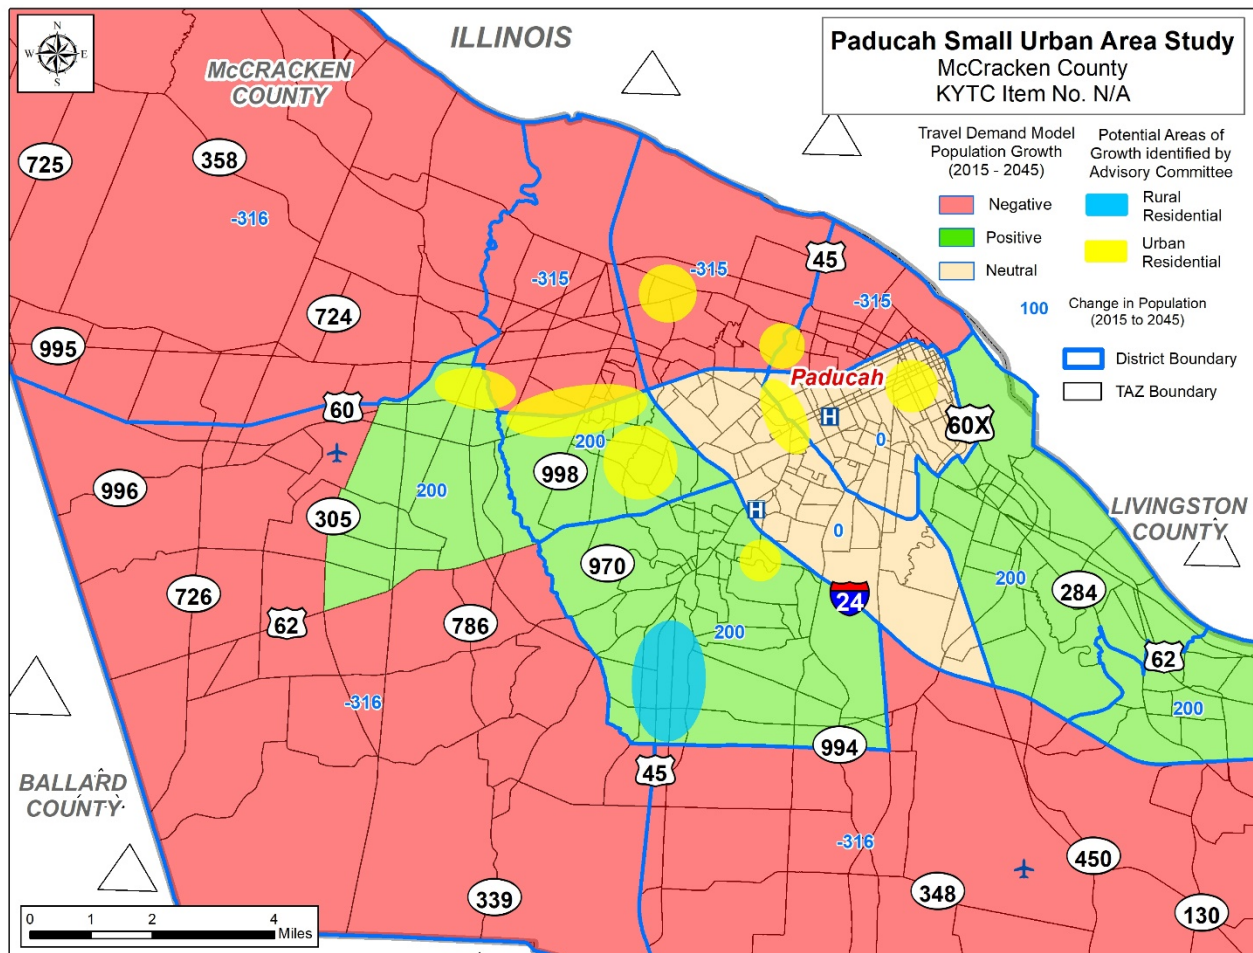 Paducah Small Urban Area Study
McCracken County
KYTC Item No. N/A
Travel Demand Model
Population Growth
(2015 - 2045)
Negative
Positive
Neutral
Potential Areas of
Growth identified by
Advisory Committee
Rural
Residential
Urban
Residential
100
Change in Population
(2015 to 2045)
District Boundary
TAZ Boundary
N
W
E
S
ILLINOIS
McCRACKEN
COUNTY
725
358
-316
45
-315
-315
-315
724
995
60
Paducah
H
60X
0
200
998
996
200
305
H
0
LIVINGSTON
COUNTY
970
24
200
284
726
62
786
200
62
-316
200
994
45
BALLARD
COUNTY
-316
450
339
348
130
0
1
2
4
Miles